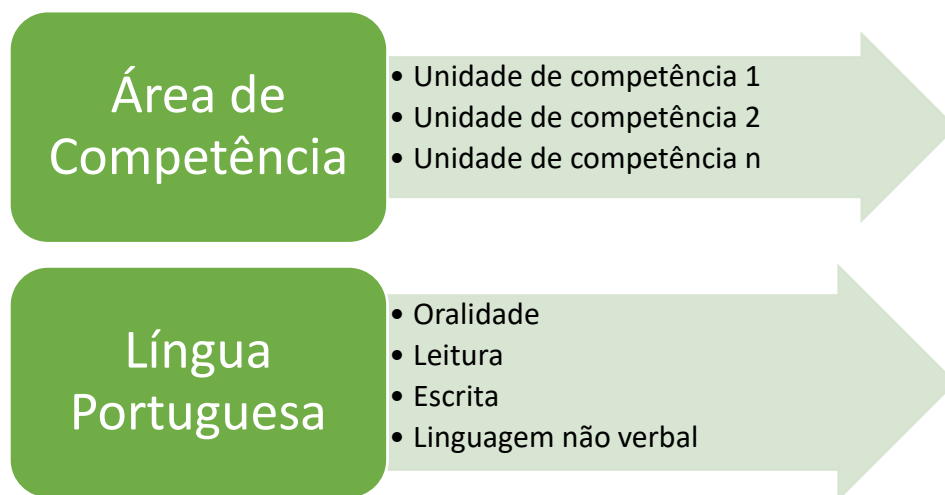 Área de
Competência
• Unidade de competência 1
• Unidade de competência 2
• Unidade de competência n
Língua
Portuguesa
• Oralidade
• Leitura
• Escrita
• Linguagem não verbal